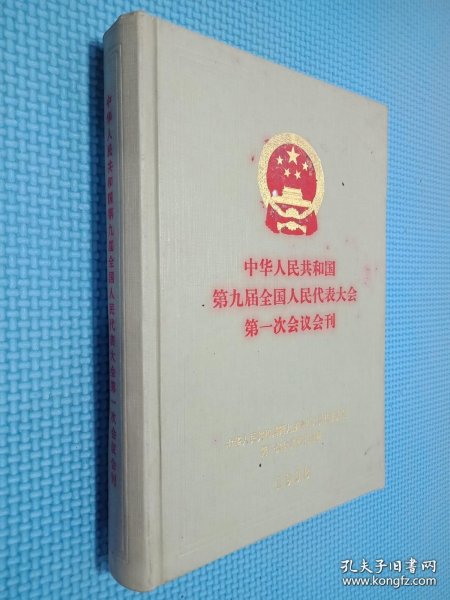 中华人民共和国第九届全国人民代表大会第一次会议会刊
中华人民共和国
第九届全国人民代表大会
第一次会议会刊
1998
孔夫子旧书网
www.kongfz.com